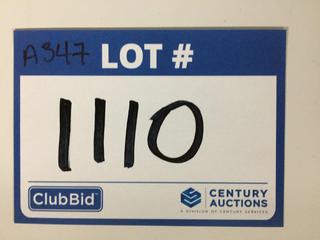 A347 LOT #
1110
ClubBid
CENTURY
AUCTIONS
A DIVISION OF CENTURY SERVICES